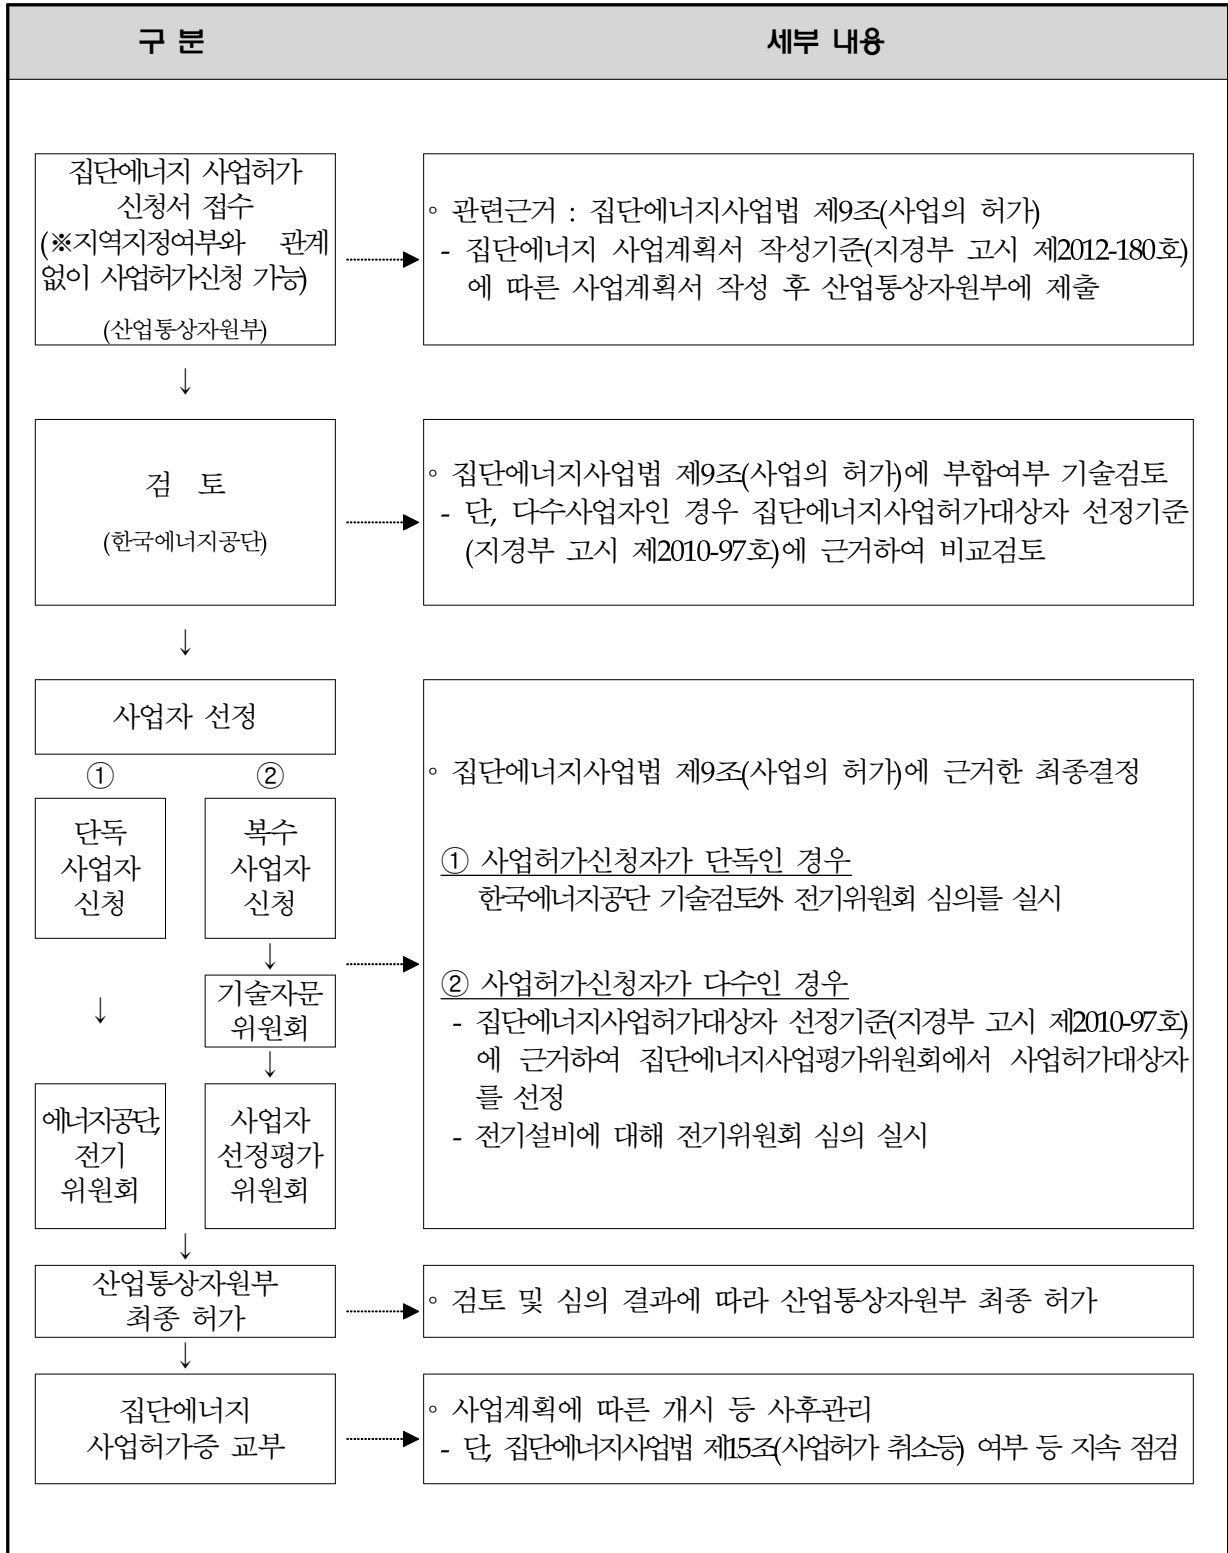 구 분
세부 내용
집단에너지 사업허가
신청서 접수
(※지역지정여부와 관계
없이 사업허가신청 가능)
(산업통상자원부)
◦ 관련근거 : 집단에너지사업법 제9조(사업의 허가)
- 집단에너지 사업계획서 작성기준(지경부 고시 제2012-180호)
에 따른 사업계획서 작성 후 산업통상자원부에 제출
↓
검 토
(한국에너지공단)
◦ 집단에너지사업법 제9조(사업의 허가)에 부합여부 기술검토
- 단, 다수사업자인 경우 집단에너지사업허가대상자 선정기준
(지경부 고시 제2010-97호)에 근거하여 비교검토
↓
사업자 선정
①
②
단독
사업자
신청
↓
에너지공단,
전기
위원회
복수
사업자
신청
↓
기술자문
위원회
↓
사업자
선정평가
위원회
◦ 집단에너지사업법 제9조(사업의 허가)에 근거한 최종결정
① 사업허가신청자가 단독인 경우
한국에너지공단 기술검토外 전기위원회 심의를 실시
② 사업허가신청자가 다수인 경우
- 집단에너지사업허가대상자 선정기준(지경부 고시 제2010-97호)
에 근거하여 집단에너지사업평가위원회에서 사업허가대상자
를 선정
- 전기설비에 대해 전기위원회 심의 실시
↓
산업통상자원부
최종 허가
◦ 검토 및 심의 결과에 따라 산업통상자원부 최종 허가
↓
집단에너지
사업허가증 교부
◦ 사업계획에 따른 개시 등 사후관리
- 단, 집단에너지사업법 제15조(사업허가 취소등) 여부 등 지속 점검